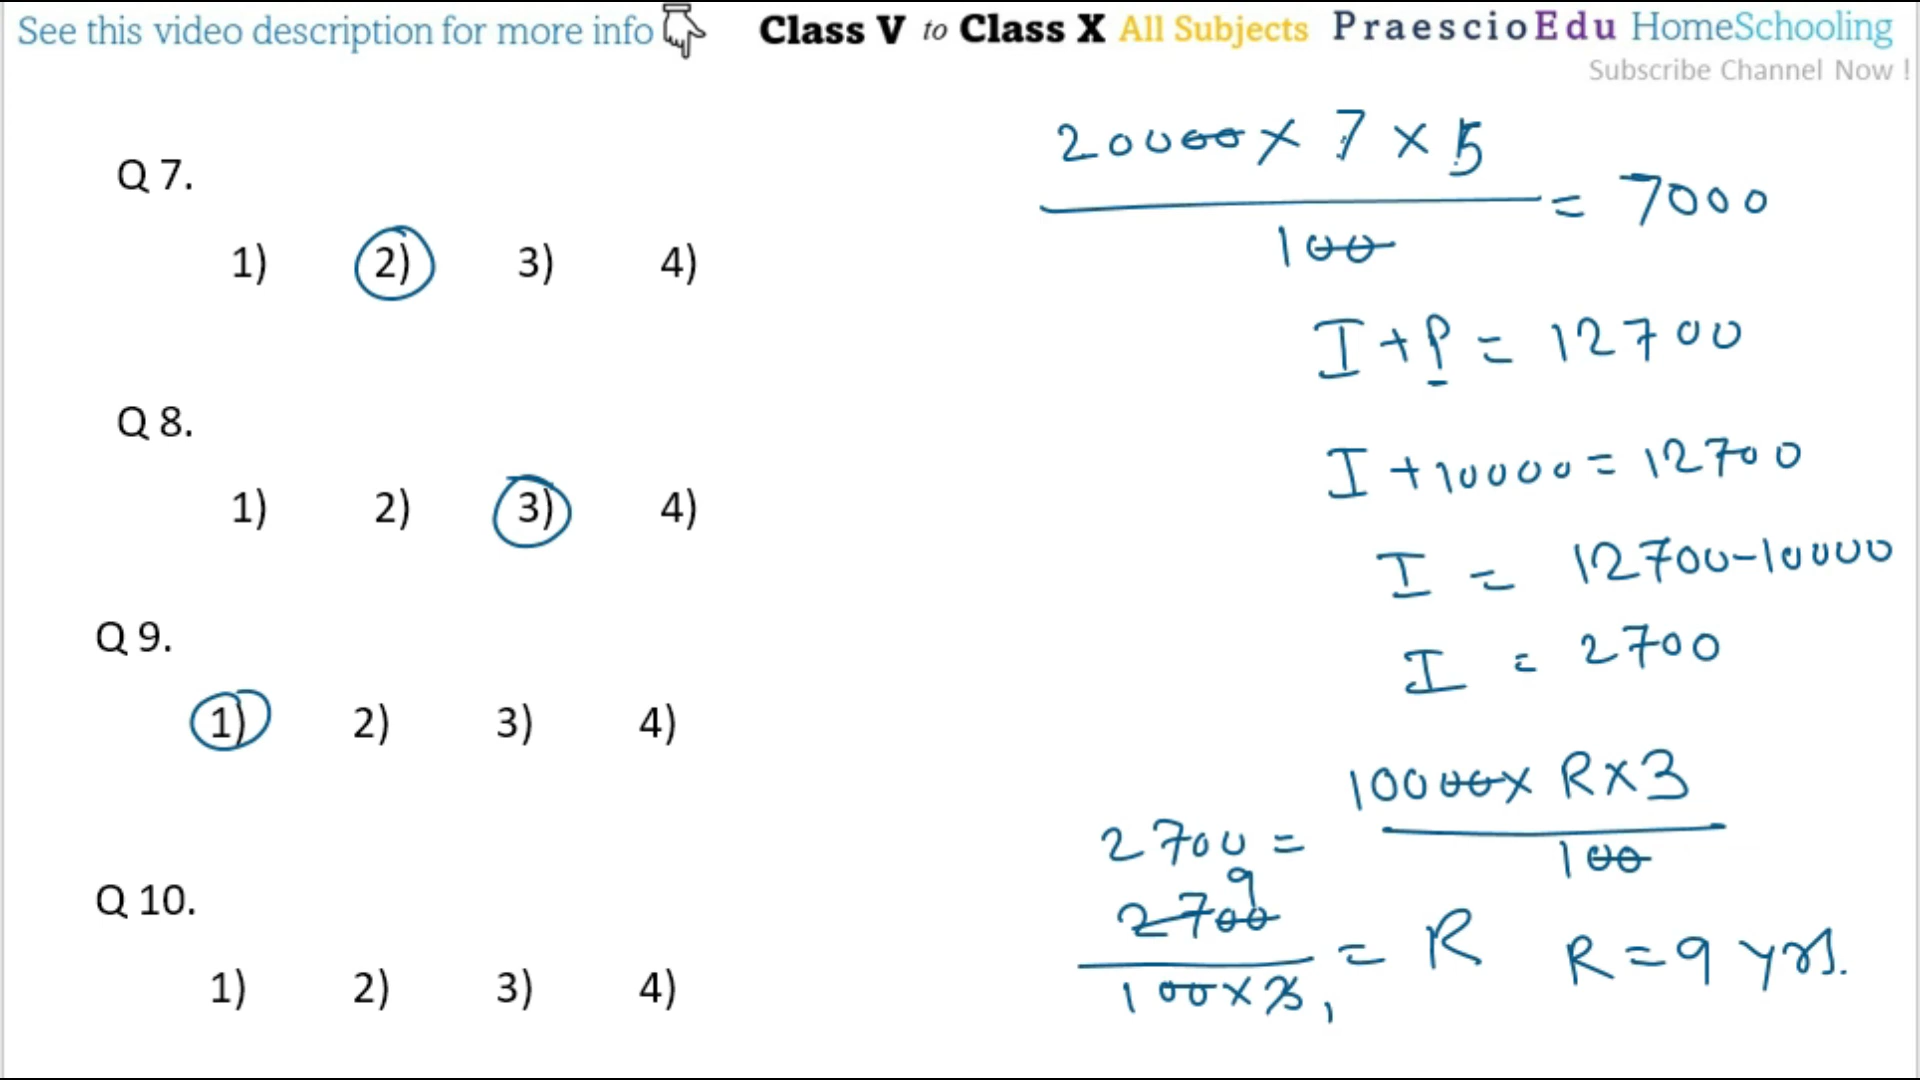 See this video description for more info Class V to Class X All Subjects PraescioEdu HomeSchooling
Subscribe Channel Now !
Q 7.
1) 2) 3) 4)
Q 8.
1) 2) 3) 4)
Q 9.
1) 2) 3) 4)
Q 10.
1) 2) 3) 4)
20000 × 7 × 5
= 7000
100
I + P = 12700
I + 10000 = 12700
I = 12700-10000
I = 2700
10000 × R × 3
2700 =
100
9
2700
= R R = 9 yrs.
100 × 3 1